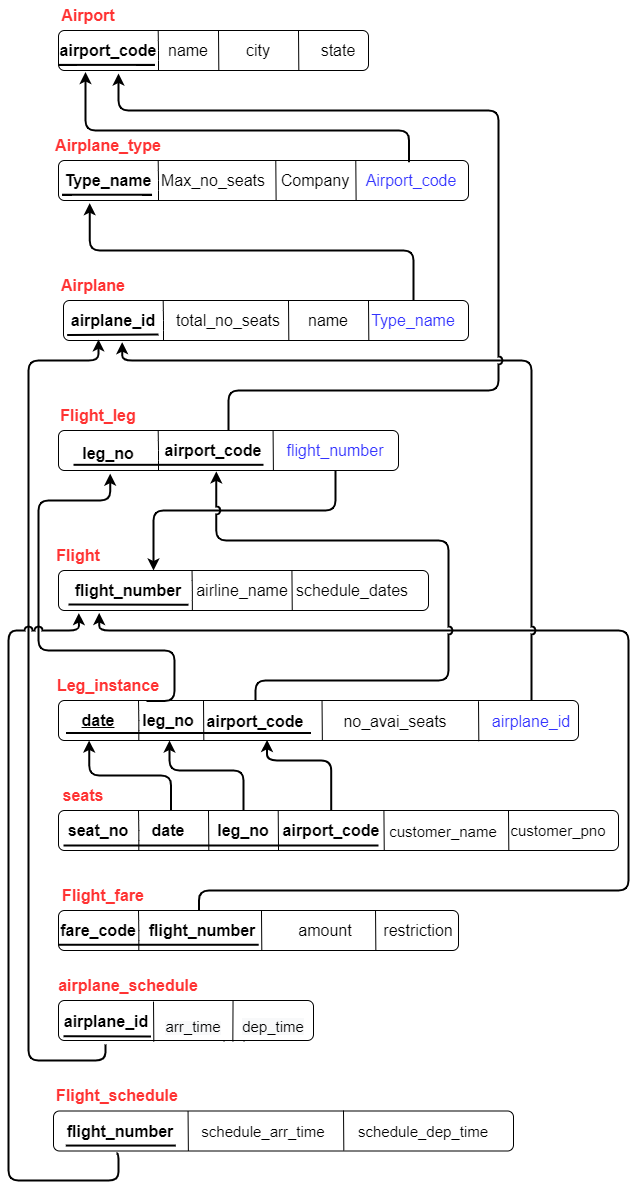 Airport
airport_code name city state
Airplane_type
Type_name Max_no_seats Company Airport_code
Airplane
airplane_id total_no_seats name Type_name
Flight_leg
leg_no airport_code flight_number
Flight
flight_number airline_name schedule_dates
Leg_instance
date leg_no airport_code no_avai_seats airplane_id
seats
seat_no date leg_no airport_code customer_name customer_pno
Flight_fare
fare_code flight_number amount restriction
airplane_schedule
airplane_id arr_time dep_time
Flight_schedule
flight_number schedule_arr_time schedule_dep_time